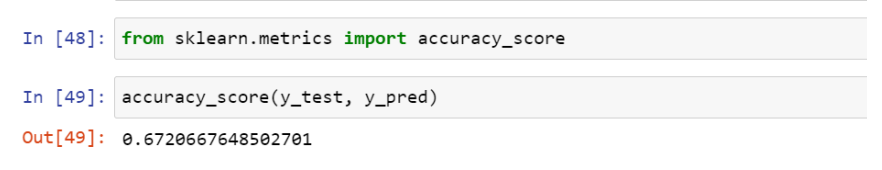 In [48]: from sklearn.metrics import accuracy_score
In [49]: accuracy_score(y_test, y_pred)
Out[49]: 0.6720667648502701